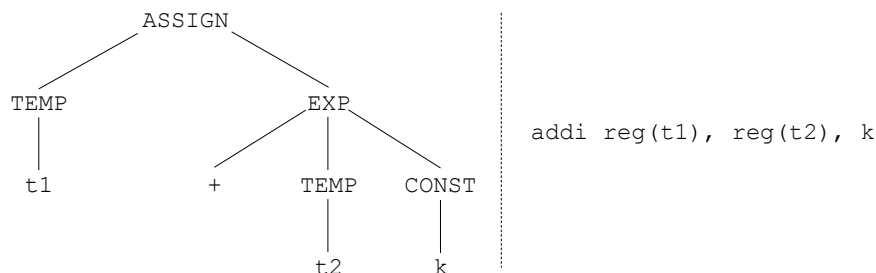 ASSIGN
TEMP EXP
addi reg(t1), reg(t2), k
t1 + TEMP CONST
t2 k